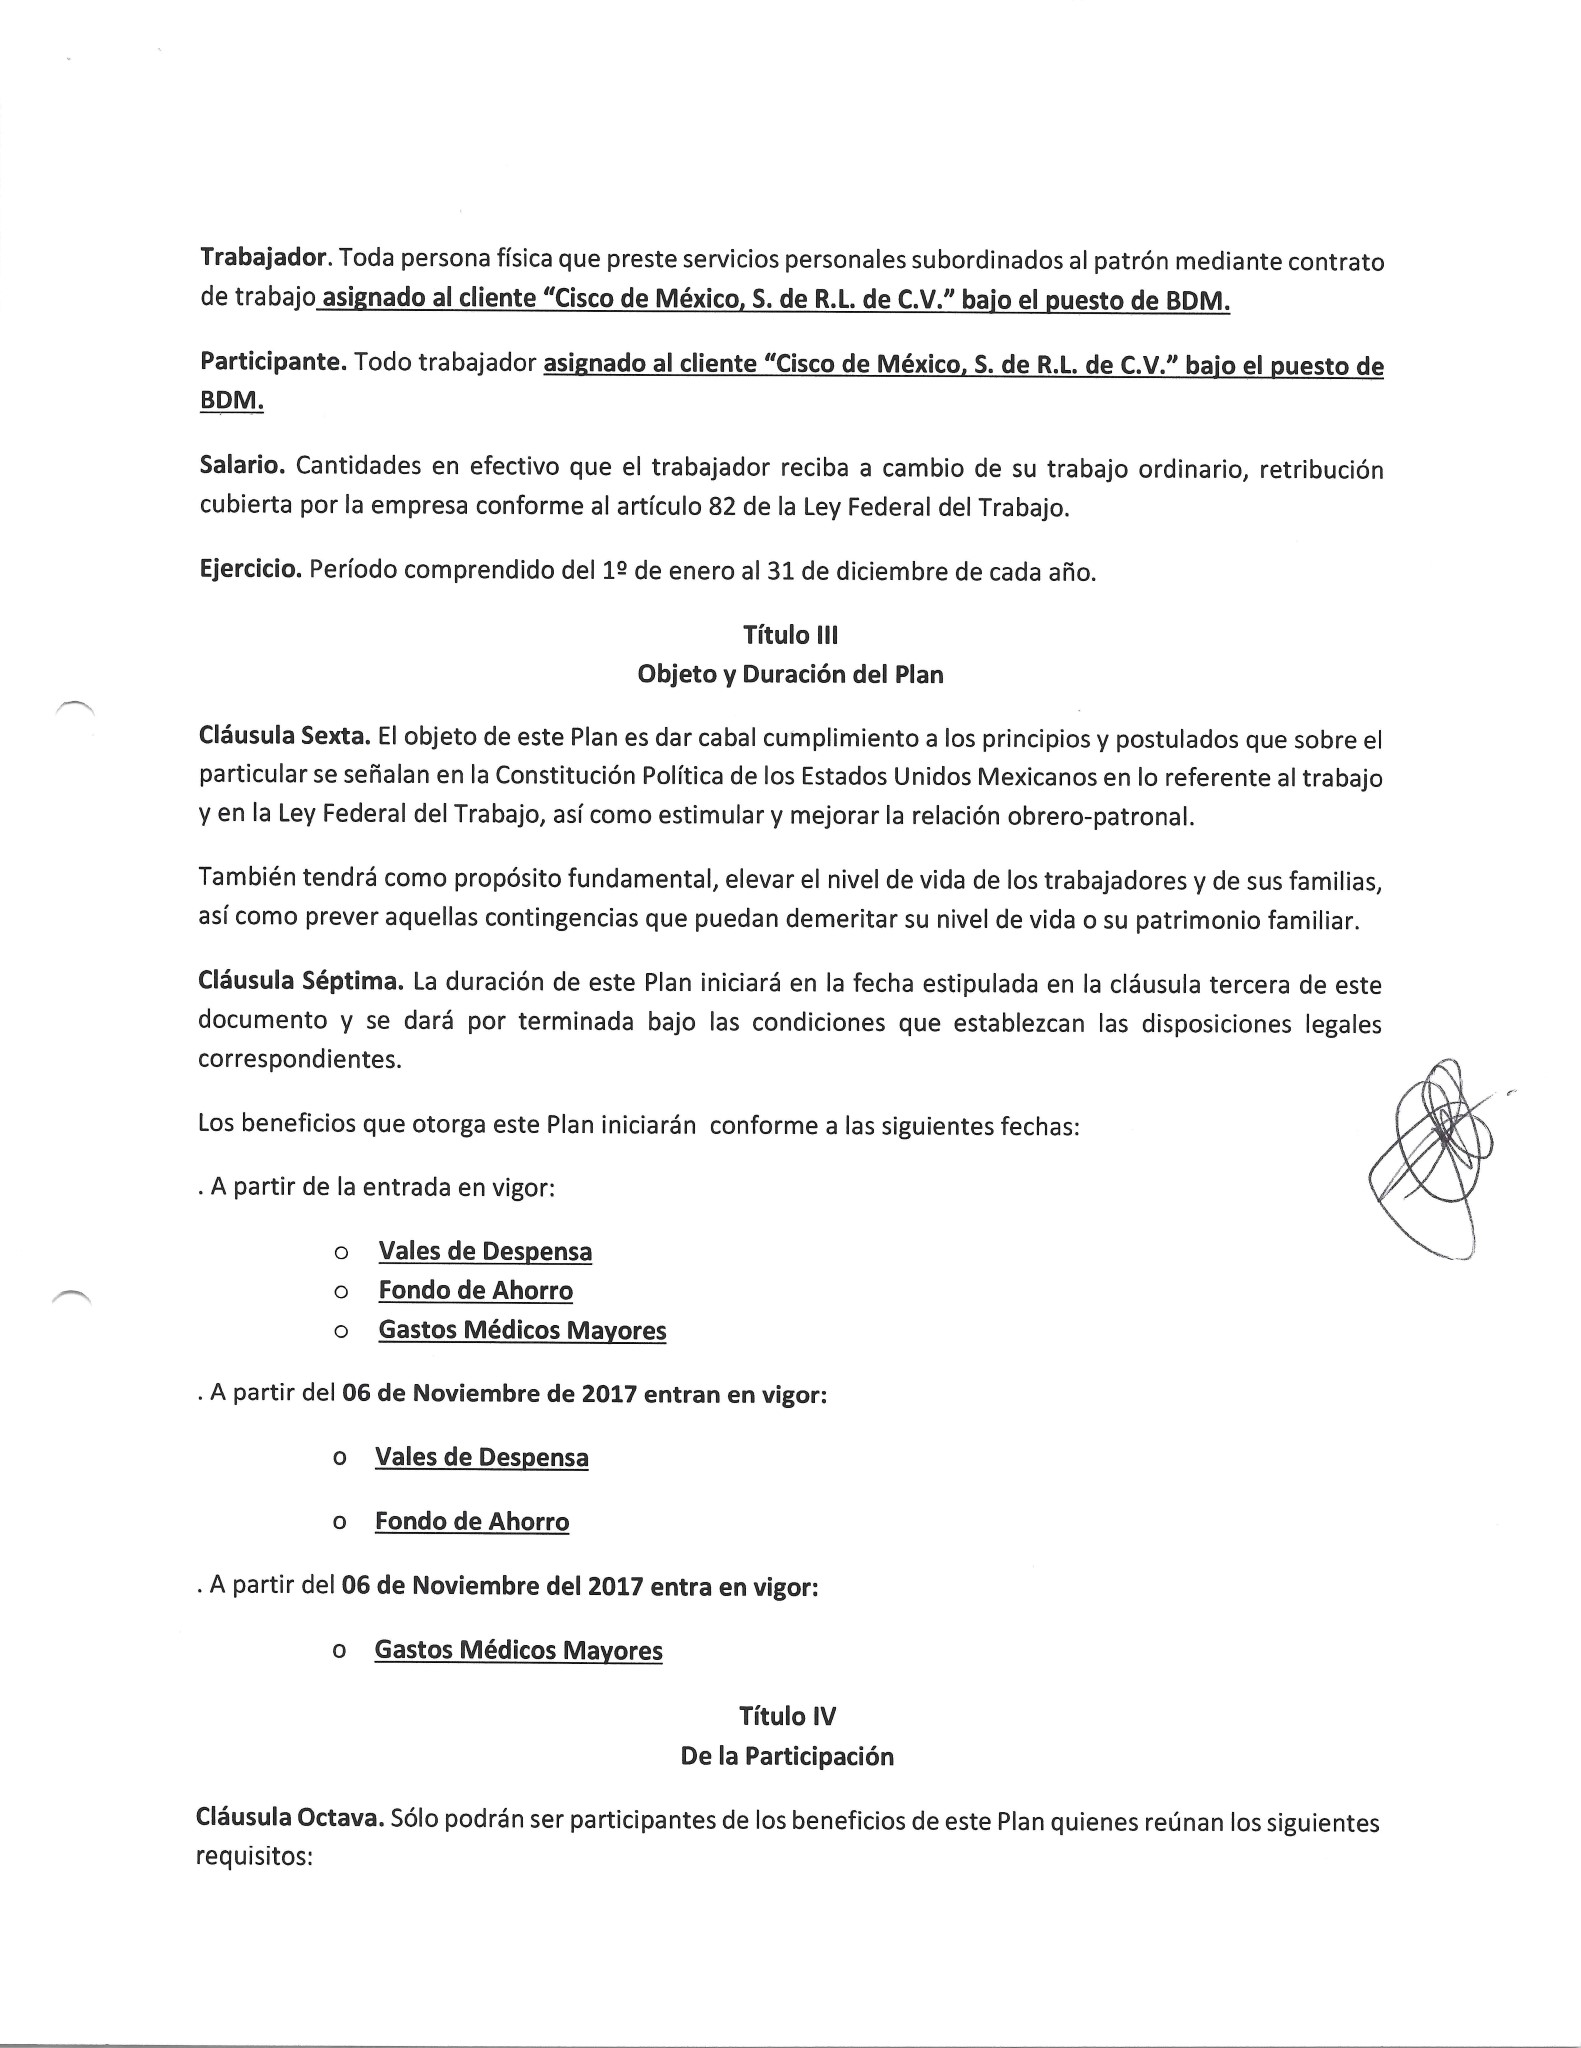 Trabajador. Toda persona física que preste servicios personales subordinados al patrón mediante contrato
de trabajo asignado al cliente “Cisco de México, S. de R.L. de C.V.” bajo el puesto de BDM.
Participante. Todo trabajador asignado al cliente “Cisco de México, S. de R.L. de C.V.” bajo el puesto de
BDM.
Salario. Cantidades en efectivo que el trabajador reciba a cambio de su trabajo ordinario, retribución
cubierta por la empresa conforme al artículo 82 de la Ley Federal del Trabajo.
Ejercicio. Período comprendido del 1º de enero al 31 de diciembre de cada año.
Título III
Objeto y Duración del Plan
Cláusula Sexta. El objeto de este Plan es dar cabal cumplimiento a los principios y postulados que sobre el
particular se señalan en la Constitución Política de los Estados Unidos Mexicanos en lo referente al trabajo
y en la Ley Federal del Trabajo, así como estimular y mejorar la relación obrero-patronal.
También tendrá como propósito fundamental, elevar el nivel de vida de los trabajadores y de sus familias,
así como prever aquellas contingencias que puedan demeritar su nivel de vida o su patrimonio familiar.
Cláusula Séptima. La duración de este Plan iniciará en la fecha estipulada en la cláusula tercera de este
documento y se dará por terminada bajo las condiciones que establezcan las disposiciones legales
correspondientes.
Los beneficios que otorga este Plan iniciarán conforme a las siguientes fechas:
. A partir de la entrada en vigor:
o Vales de Despensa
o Fondo de Ahorro
o Gastos Médicos Mayores
. A partir del 06 de Noviembre de 2017 entran en vigor:
o Vales de Despensa
o Fondo de Ahorro
. A partir del 06 de Noviembre del 2017 entra en vigor:
o Gastos Médicos Mayores
Título IV
De la Participación
Cláusula Octava. Sólo podrán ser participantes de los beneficios de este Plan quienes reúnan los siguientes
requisitos: